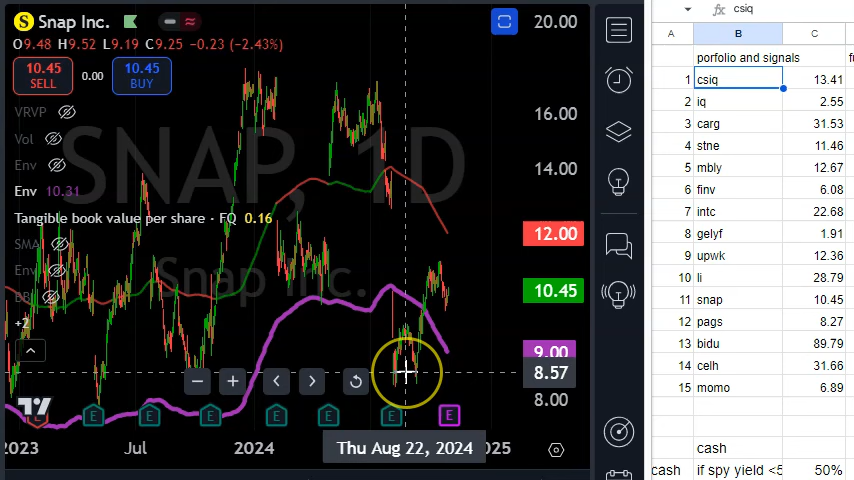 S Snap Inc.
O9.48 H9.52 L9.19 C9.25 −0.23 (−2.43%)
10.45 SELL 0.00 10.45 BUY
VRVP
Vol
Env
Env 10.31
Tangible book value per share · FQ 0.16
SMA
Env
BB
+2
SNAP, 1D
Snap Inc.
20.00
16.00
14.00
12.00
10.45
9.00
8.57
8.00
E E E E E E E E
2023 Jul 2024 Thu Aug 22, 2024 2025
fx csiq
A B C
porfolio and signals
1 csiq 13.41
2 iq 2.55
3 carg 31.53
4 stne 11.46
5 mbly 12.67
6 finv 6.08
7 intc 22.68
8 gelyf 1.91
9 upwk 12.36
10 li 28.79
11 snap 10.45
12 pags 8.27
13 bidu 89.79
14 celh 31.66
15 momo 6.89
cash
cash if spy yield <5 50%